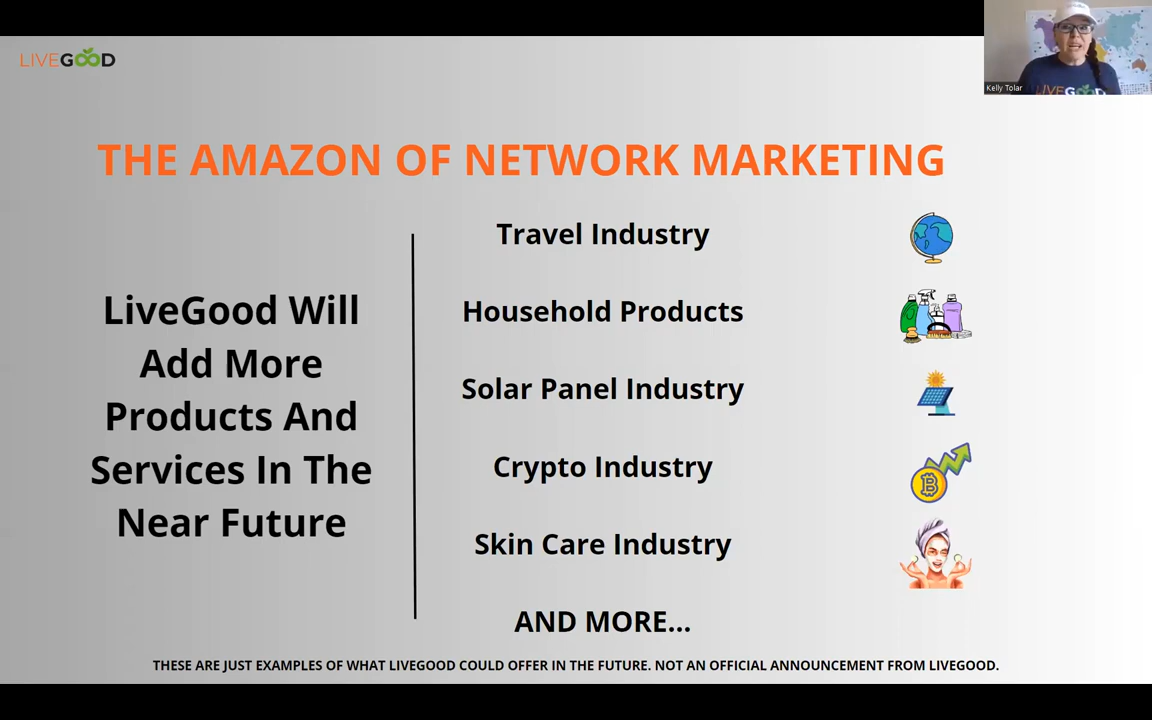 LIVEGOOD
Kelly Tolar
LIVEGOOD
THE AMAZON OF NETWORK MARKETING
LiveGood Will
Add More
Products And
Services In The
Near Future
Travel Industry
Household Products
Solar Panel Industry
Crypto Industry
Skin Care Industry
AND MORE...
THESE ARE JUST EXAMPLES OF WHAT LIVEGOOD COULD OFFER IN THE FUTURE. NOT AN OFFICIAL ANNOUNCEMENT FROM LIVEGOOD.